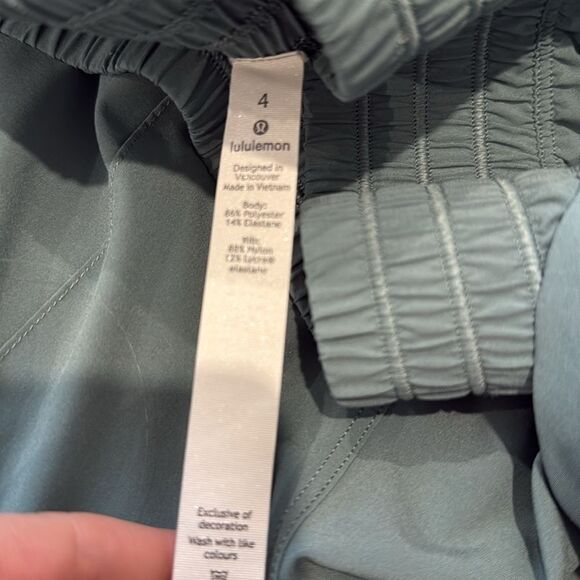 4
lululemon
Designed in
Vancouver
Made in Vietnam
Body:
86% Polyester
14% Elastane
88% Nylon
12% Lycra®
elastane
Exclusive of
decoration
Wash with like
colours